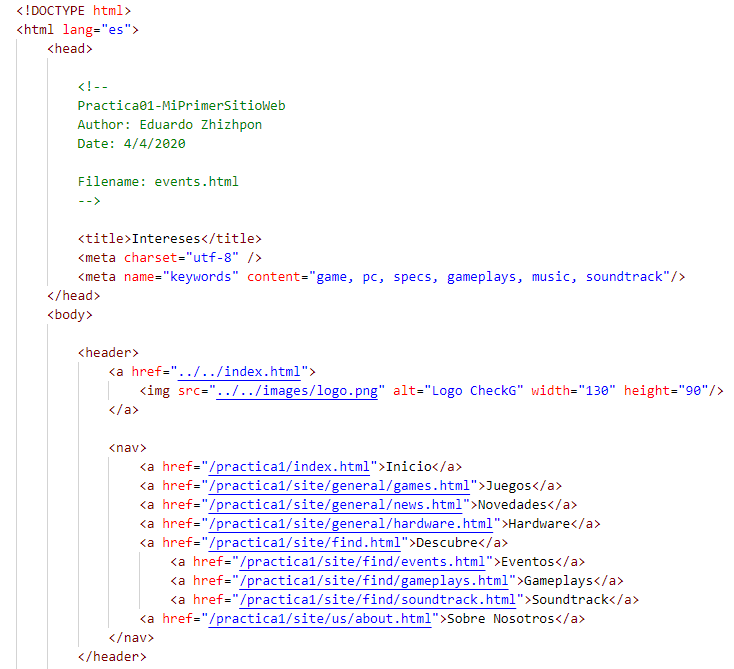 <!DOCTYPE html>
<html lang="es">
<head>
<!--
Practica01-MiPrimerSitioWeb
Author: Eduardo Zhizhpon
Date: 4/4/2020
Filename: events.html
-->
<title>Intereses</title>
<meta charset="utf-8" />
<meta name="keywords" content="game, pc, specs, gameplays, music, soundtrack"/>
</head>
<body>
<header>
<a href="../../index.html">
<img src="../../images/logo.png" alt="Logo CheckG" width="130" height="90"/>
</a>
<nav>
<a href="/practica1/index.html">Inicio</a>
<a href="/practica1/site/general/games.html">Juegos</a>
<a href="/practica1/site/general/news.html">Novedades</a>
<a href="/practica1/site/general/hardware.html">Hardware</a>
<a href="/practica1/site/find.html">Descubre</a>
<a href="/practica1/site/find/events.html">Eventos</a>
<a href="/practica1/site/find/gameplays.html">Gameplays</a>
<a href="/practica1/site/find/soundtrack.html">Soundtrack</a>
<a href="/practica1/site/us/about.html">Sobre Nosotros</a>
</nav>
</header>